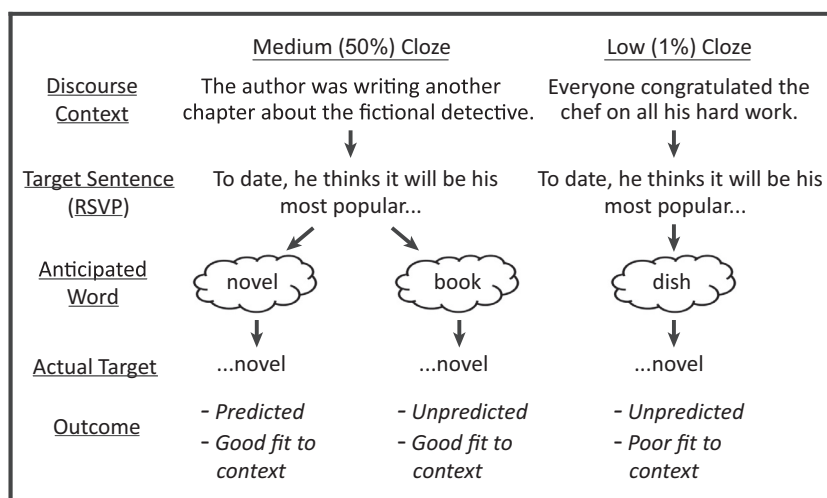 Medium (50%) Cloze
Low (1%) Cloze
Discourse
Context
The author was writing another
chapter about the fictional detective.
Everyone congratulated the
chef on all his hard work.
Target Sentence
(RSVP)
To date, he thinks it will be his
most popular...
To date, he thinks it will be his
most popular...
Anticipated
Word
novel
book
dish
Actual Target
...novel
...novel
...novel
Outcome
- Predicted
- Good fit to
context
- Unpredicted
- Good fit to
context
- Unpredicted
- Poor fit to
context